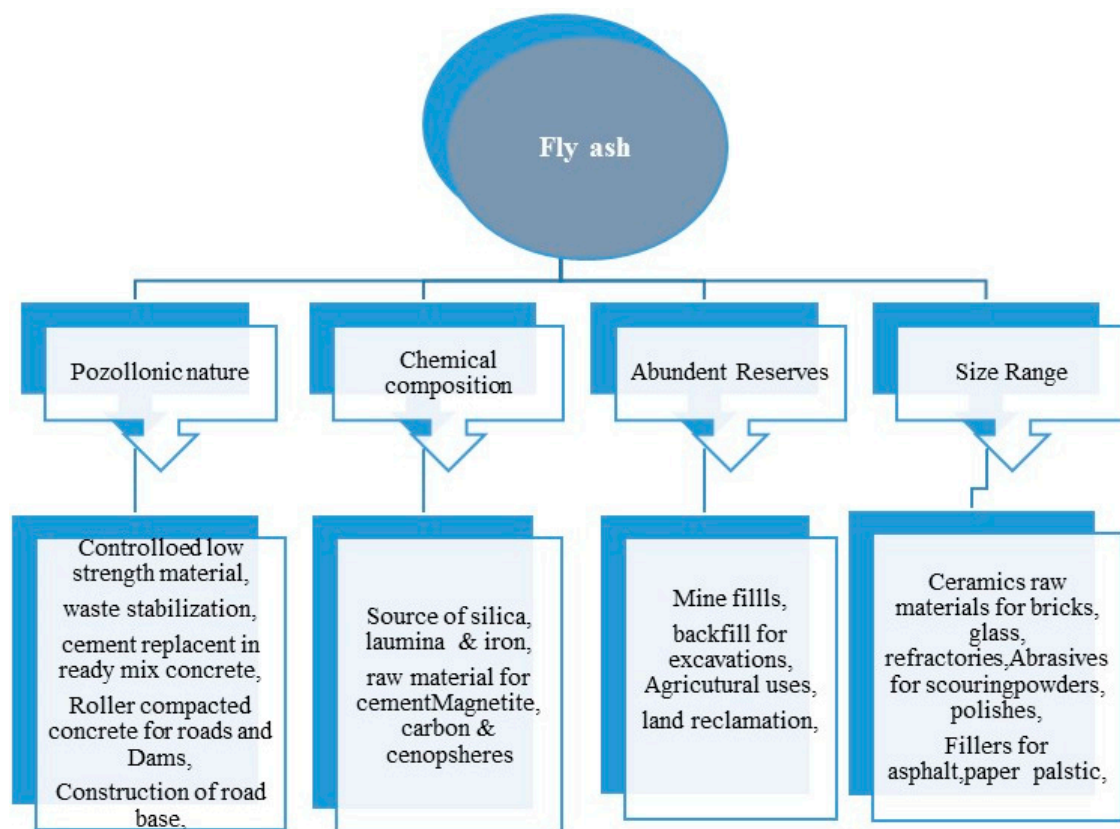 Fly ash
Pozollonic nature
Chemical
composition
Abundent Reserves
Size Range
Controlloed low
strength material,
waste stabilization,
cement replacent in
ready mix concrete,
Roller compacted
concrete for roads and
Dams,
Construction of road
base,
Source of silica,
laumina & iron,
raw material for
cementMagnetite,
carbon &
cenopsheres
Mine fillls,
backfill for
excavations,
Agricutural uses,
land reclamation,
Ceramics raw
materials for bricks,
glass,
refractories,Abrasives
for scouringpowders,
polishes,
Fillers for
asphalt,paper palstic,